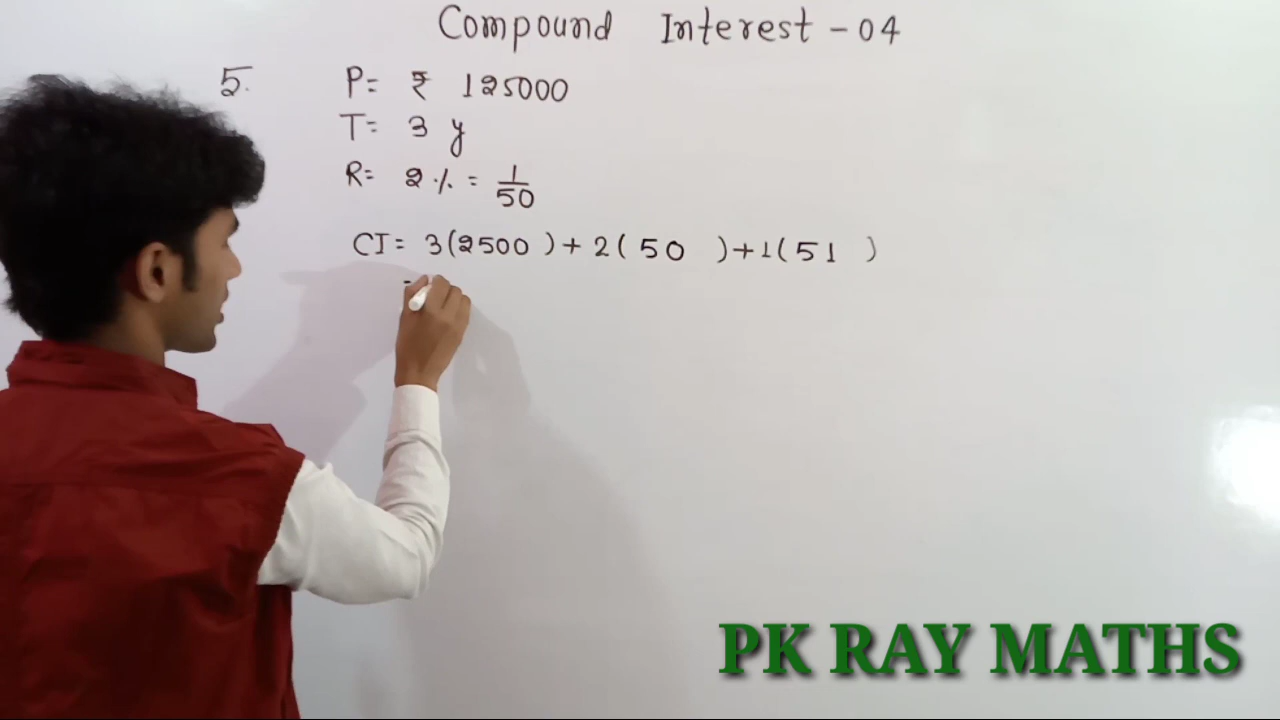 Compound Interest - 04
5. P= ₹ 125000
T= 3 y
R= 2 % = 1/50
CI= 3(2500 ) + 2( 50 ) + 1( 51 )
=
PK RAY MATHS